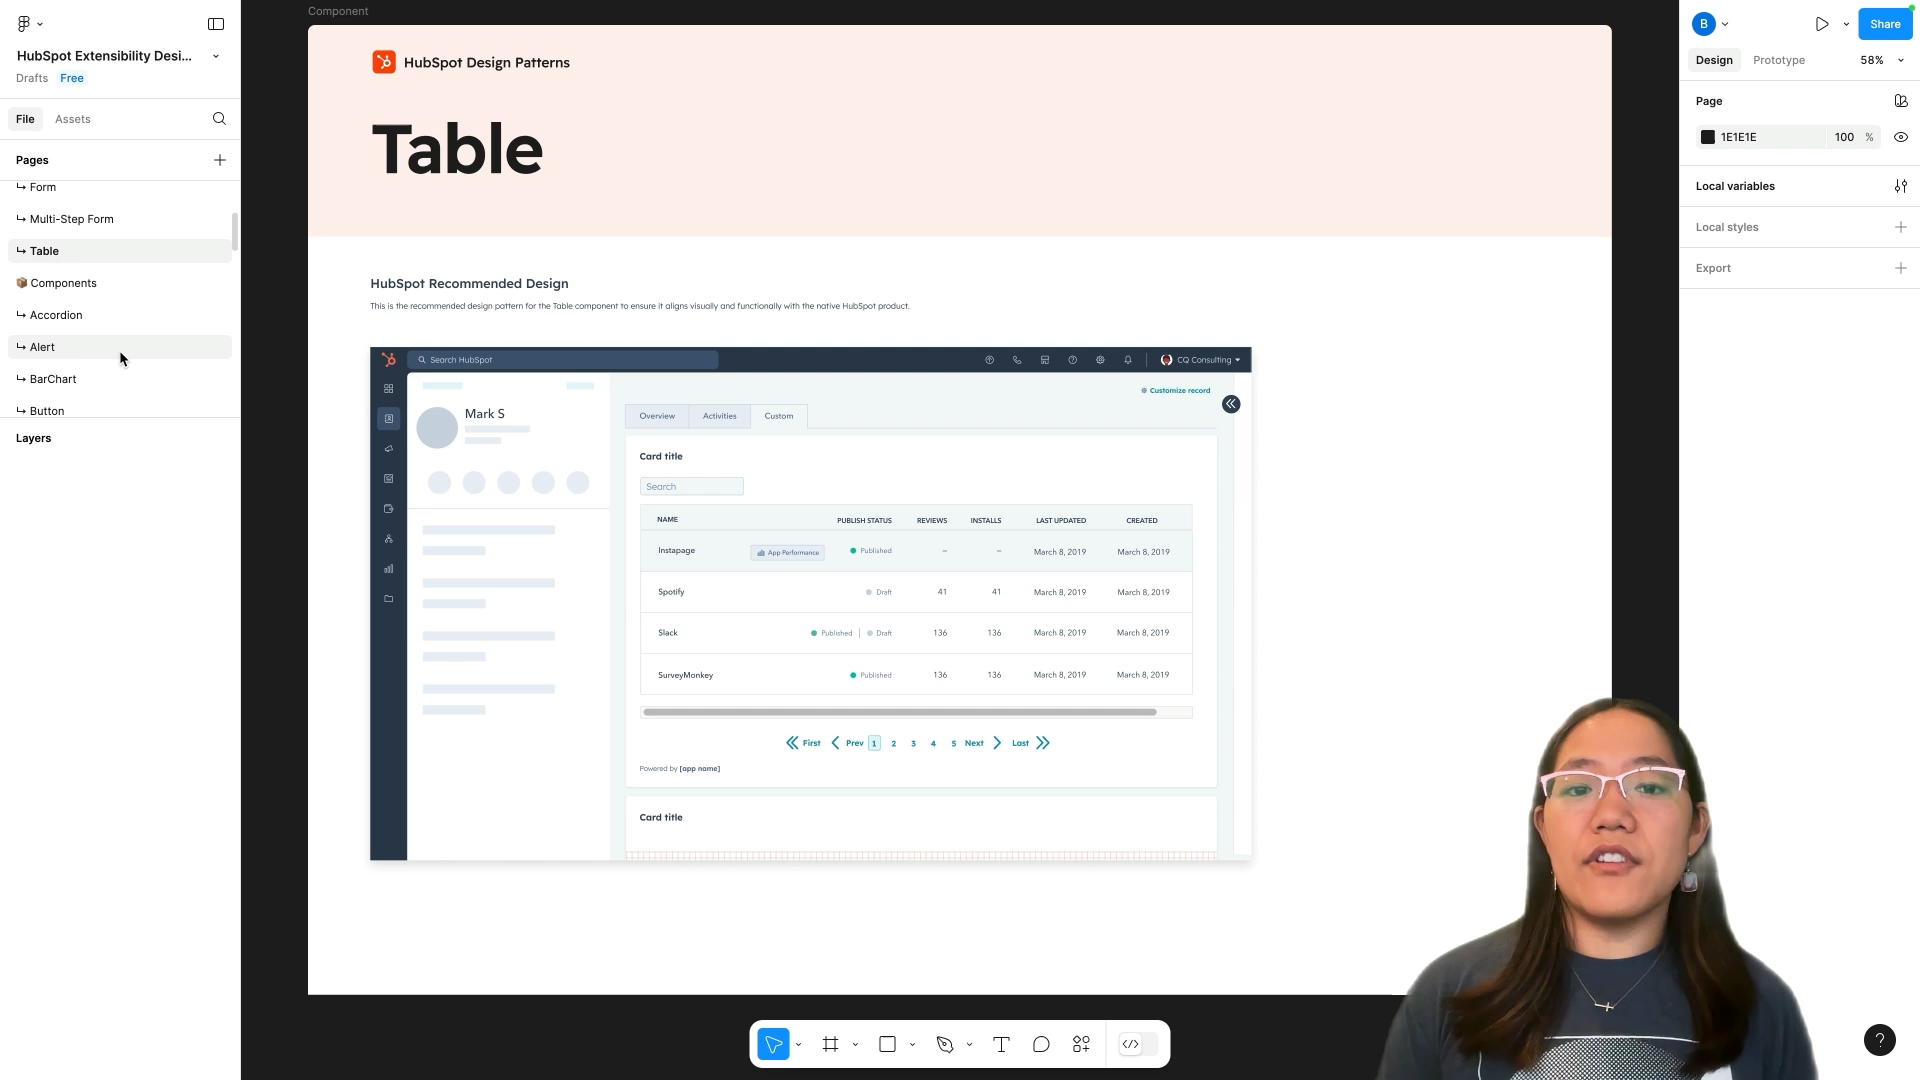 Component
HubSpot Extensibility Desi...
Drafts Free
File Assets
Pages
Form
Multi-Step Form
Table
Components
Accordion
Alert
BarChart
Button
Layers
HubSpot Design Patterns
Table
HubSpot Recommended Design
This is the recommended design pattern for the Table component to ensure it aligns visually and functionally with the native HubSpot product.
Search HubSpot
CQ Consulting
Customize record
Mark S
Overview Activities Custom
Card title
Search
NAME PUBLISH STATUS REVIEWS INSTALLS LAST UPDATED CREATED
Instapage App Performance Published – – March 8, 2019 March 8, 2019
Spotify Draft 41 41 March 8, 2019 March 8, 2019
Slack Published Draft 136 136 March 8, 2019 March 8, 2019
SurveyMonkey Published 136 136 March 8, 2019 March 8, 2019
First Prev 1 2 3 4 5 Next Last
Powered by [app name]
Card title
B Share
Design Prototype 58%
Page
1E1E1E 100 %
Local variables
Local styles
Export
?